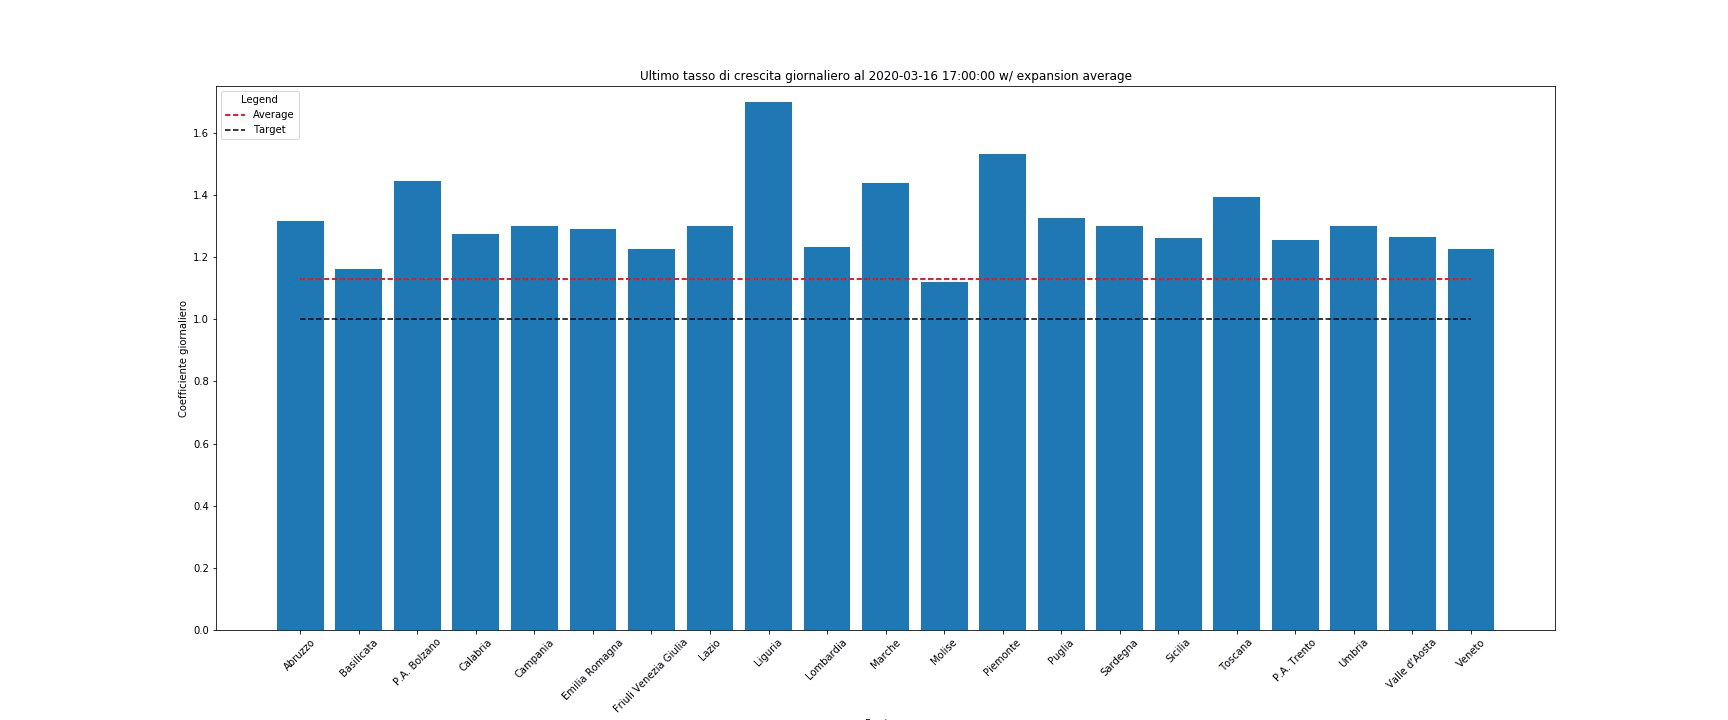 Ultimo tasso di crescita giornaliero al 2020-03-16 17:00:00 w/ expansion average
Legend
Average
Target
1.6
1.4
1.2
1.0
0.8
0.6
0.4
0.2
0.0
Coefficiente giornaliero
Abruzzo
Basilicata
P.A. Bolzano
Calabria
Campania
Emilia Romagna
Friuli Venezia Giulia
Lazio
Liguria
Lombardia
Marche
Molise
Piemonte
Puglia
Sardegna
Sicilia
Toscana
P.A. Trento
Umbria
Valle d'Aosta
Veneto